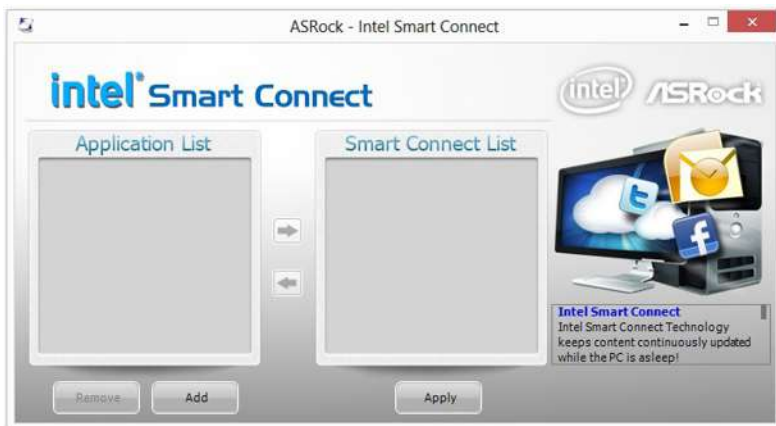 ASRock - Intel Smart Connect
intel® Smart Connect
intel® ASRock
Application List
Smart Connect List
Intel Smart Connect
Intel Smart Connect Technology
keeps content continuously updated
while the PC is asleep!
Remove
Add
Apply